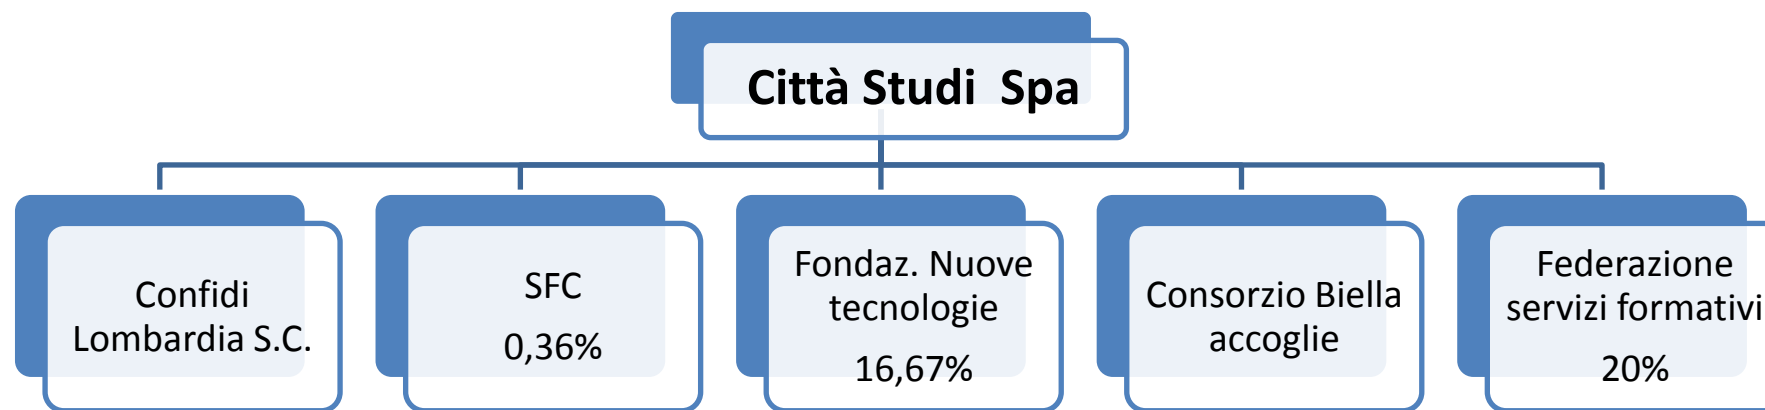 Città Studi Spa
Confidi
Lombardia S.C.
SFC
0,36%
Fondaz. Nuove
tecnologie
16,67%
Consorzio Biella
accoglie
Federazione
servizi formativi
20%